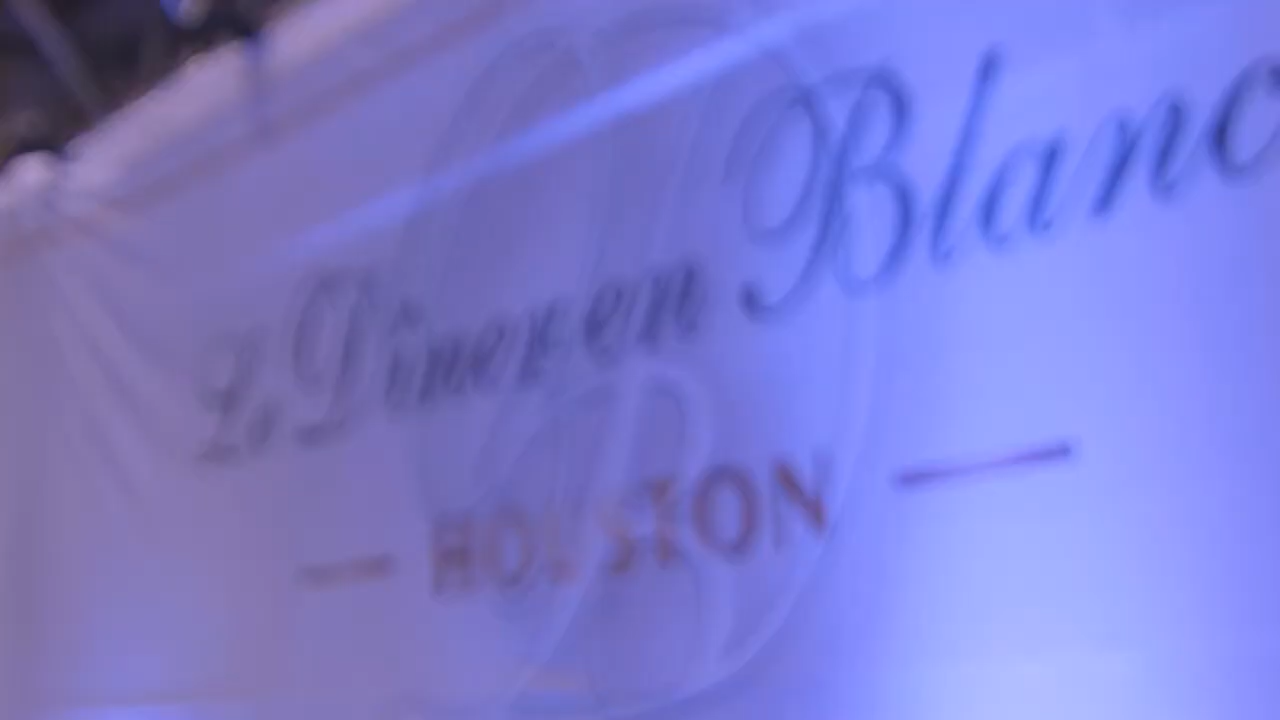 Le Dîner en Blanc
— HOUSTON —